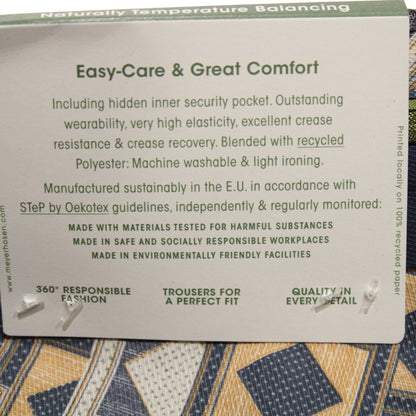 Naturally Temperature Balancing
Easy-Care & Great Comfort
Including hidden inner security pocket. Outstanding
wearability, very high elasticity, excellent crease
resistance & crease recovery. Blended with recycled
Polyester: Machine washable & light ironing.
Manufactured sustainably in the E.U. in accordance with
STeP by Oekotex guidelines, independently & regularly monitored:
MADE WITH MATERIALS TESTED FOR HARMFUL SUBSTANCES
MADE IN SAFE AND SOCIALLY RESPONSIBLE WORKPLACES
MADE IN ENVIRONMENTALLY FRIENDLY FACILITIES
360° RESPONSIBLE
FASHION
TROUSERS FOR
A PERFECT FIT
QUALITY IN
EVERY DETAIL
www.meyerhosen.com
Printed locally on 100% recycled paper